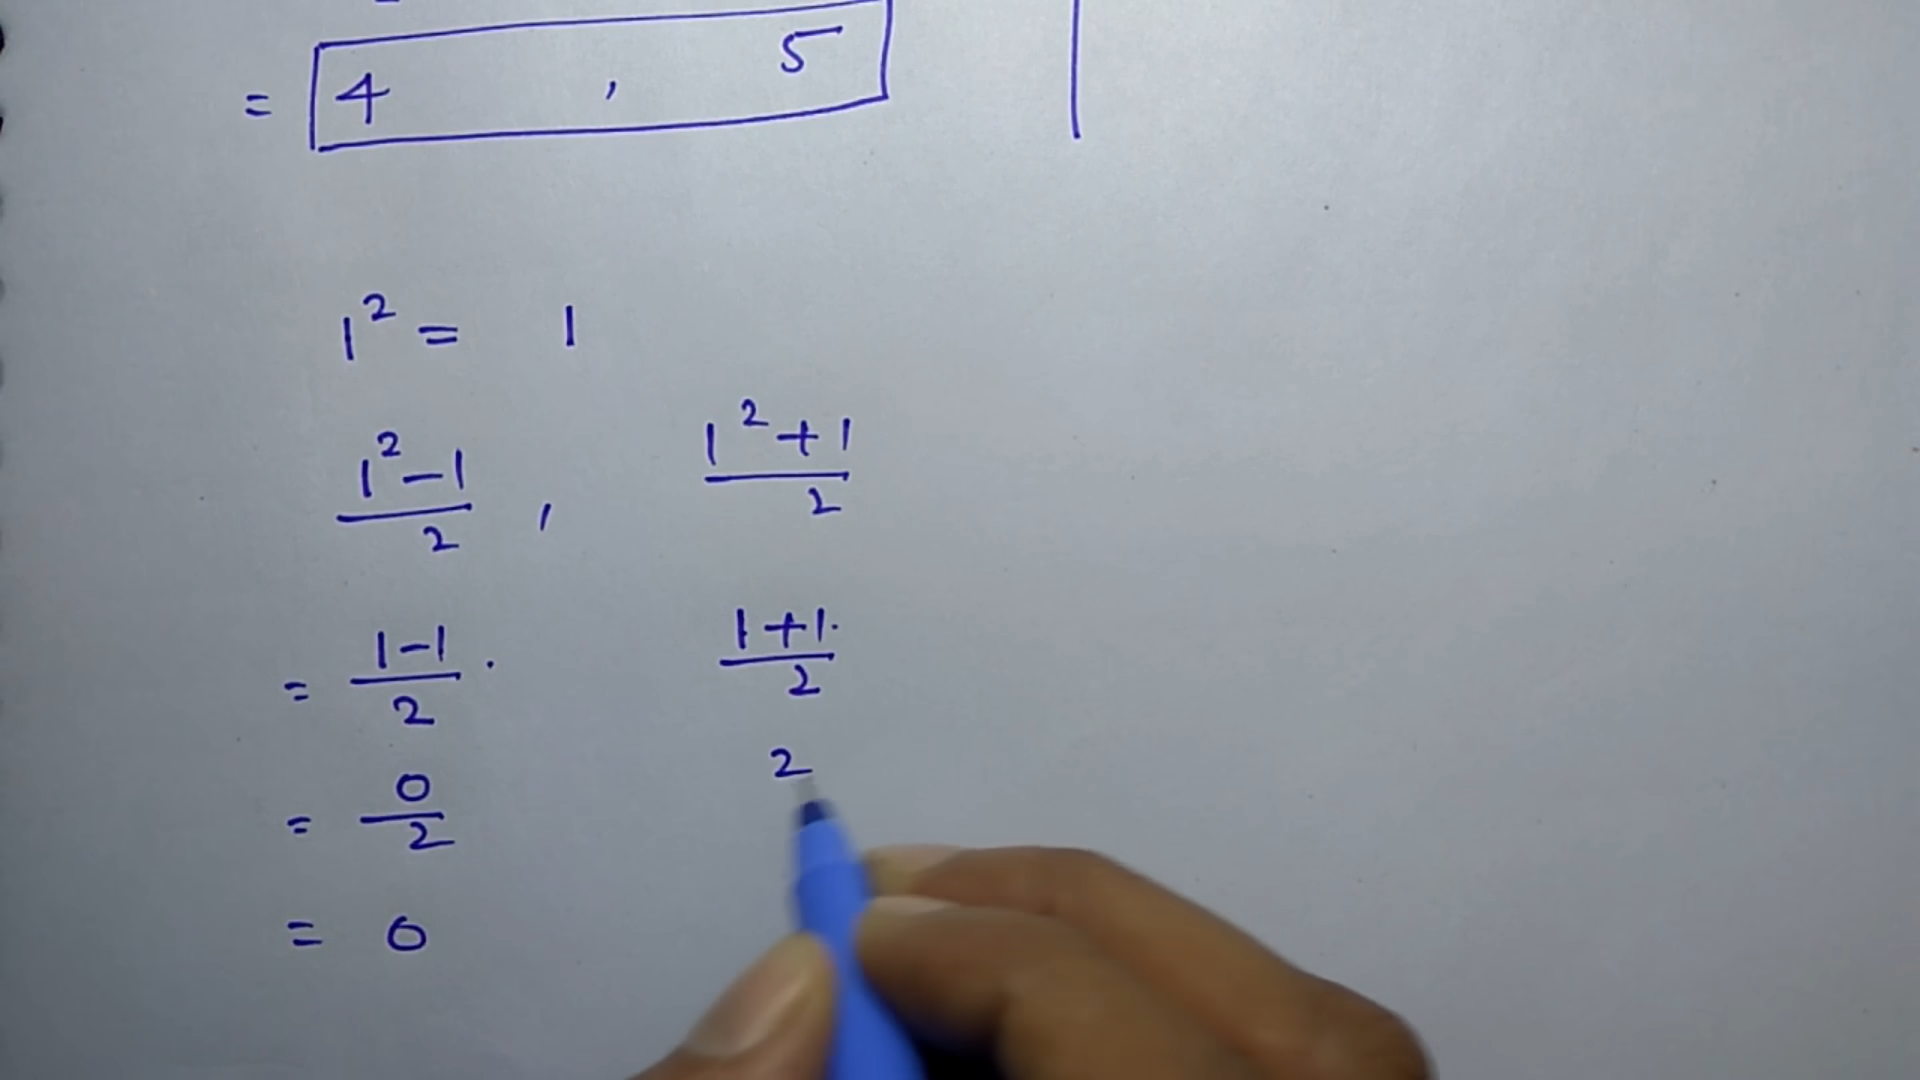 = 4 , 5
1² = 1
(1² - 1)/2 , (1² + 1)/2
= (1 - 1)/2 . (1 + 1.)/2
= 0/2 2
= 0